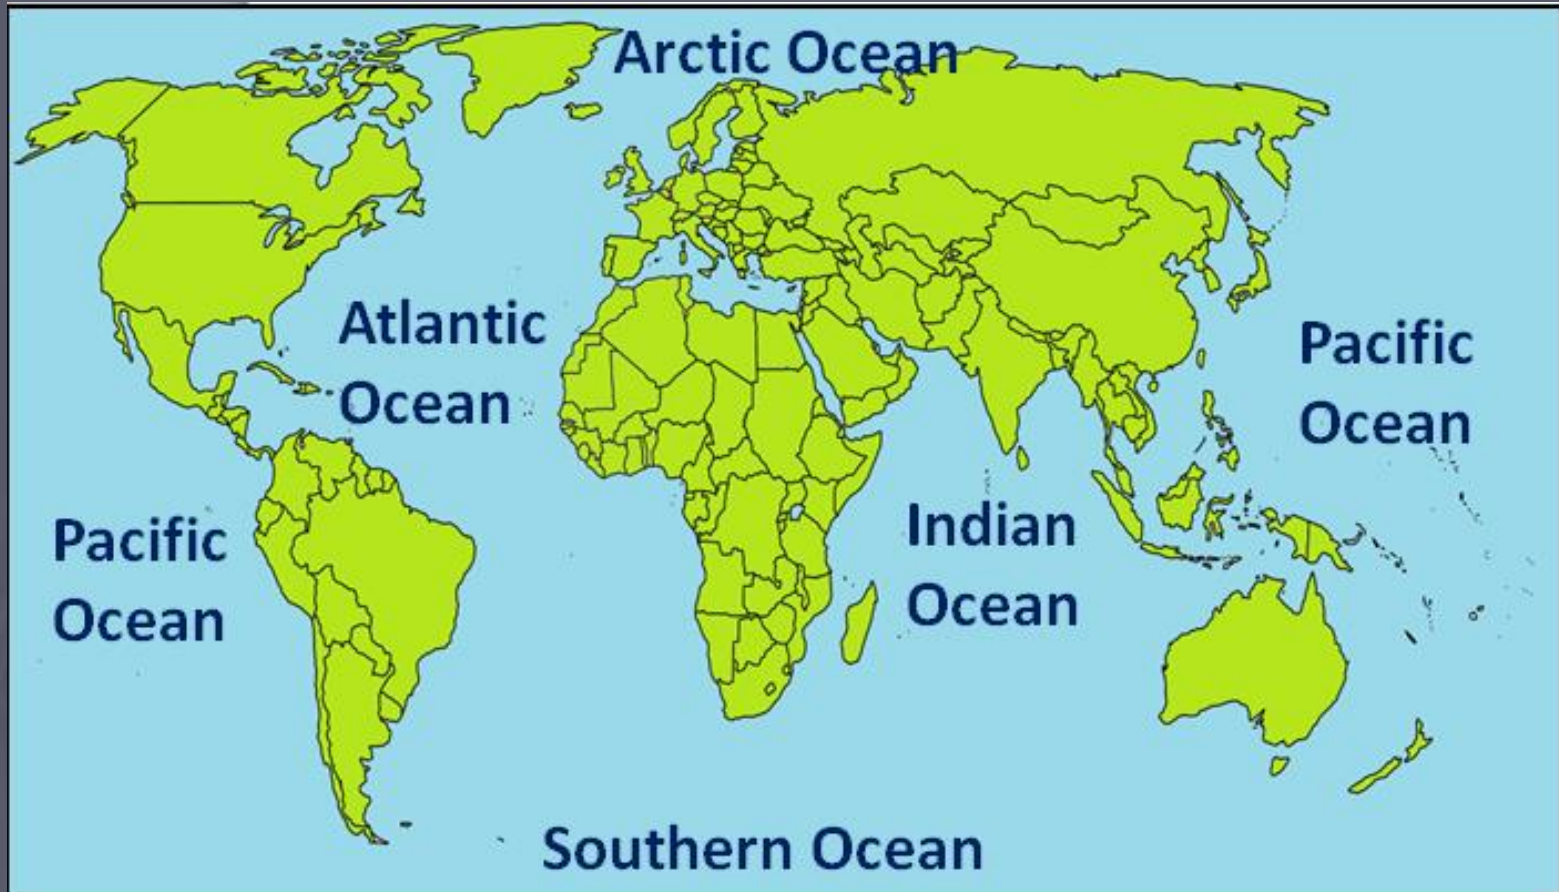 Arctic Ocean
Atlantic
Ocean
Pacific
Ocean
Pacific
Ocean
Indian
Ocean
Southern Ocean